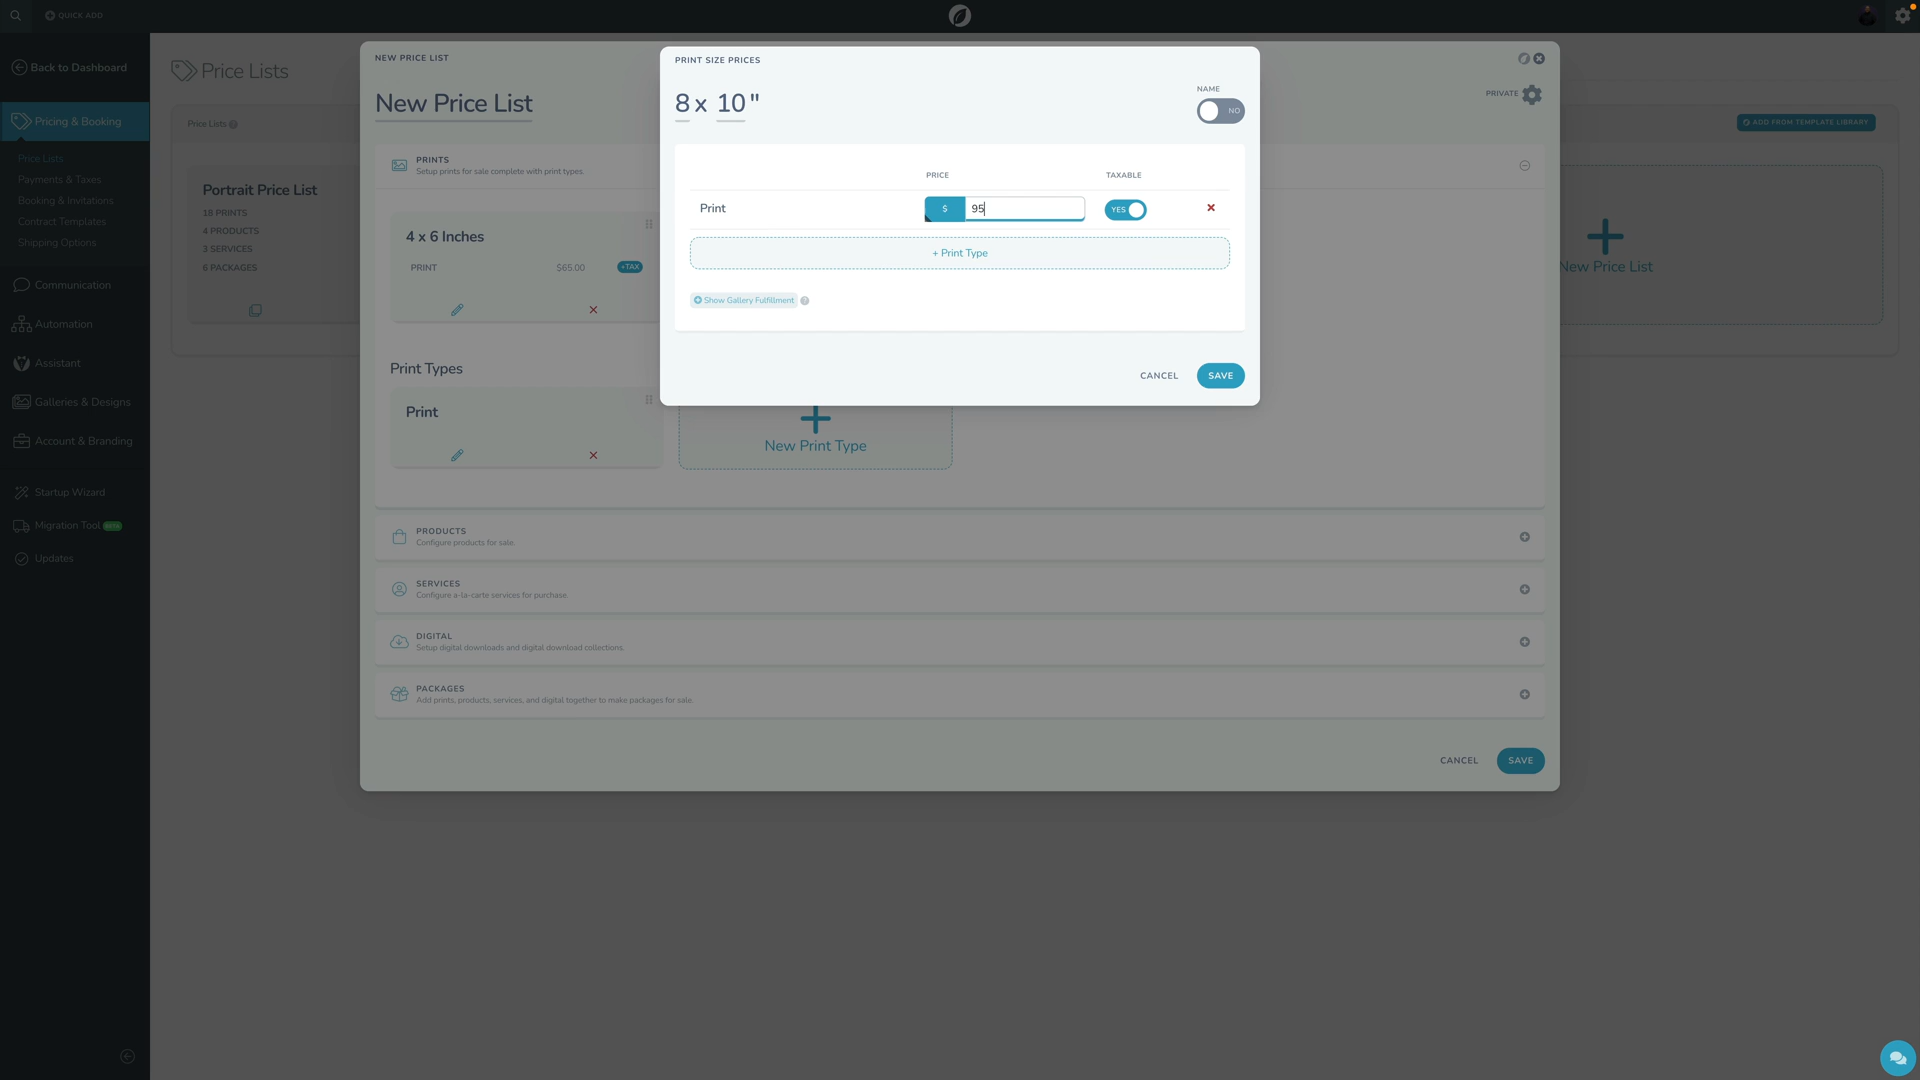 QUICK ADD
Back to Dashboard
Pricing & Booking
Price Lists
Payments & Taxes
Booking & Invitations
Contract Templates
Shipping Options
Communication
Automation
Assistant
Galleries & Designs
Account & Branding
Startup Wizard
Migration Tool BETA
Updates
Price Lists
Price Lists ?
ADD FROM TEMPLATE LIBRARY
Portrait Price List
18 PRINTS
4 PRODUCTS
3 SERVICES
6 PACKAGES
New Price List
NEW PRICE LIST
New Price List
PRIVATE
PRINTS
Setup prints for sale complete with print types.
4 x 6 Inches
PRINT $65.00 +TAX
Print Types
Print
New Print Type
PRODUCTS
Configure products for sale.
SERVICES
Configure a-la-carte services for purchase.
DIGITAL
Setup digital downloads and digital download collections.
PACKAGES
Add prints, products, services, and digital together to make packages for sale.
CANCEL SAVE
PRINT SIZE PRICES
8 x 10 "
NAME
NO
PRICE TAXABLE
Print $ 95 YES
+ Print Type
Show Gallery Fulfillment ?
CANCEL SAVE